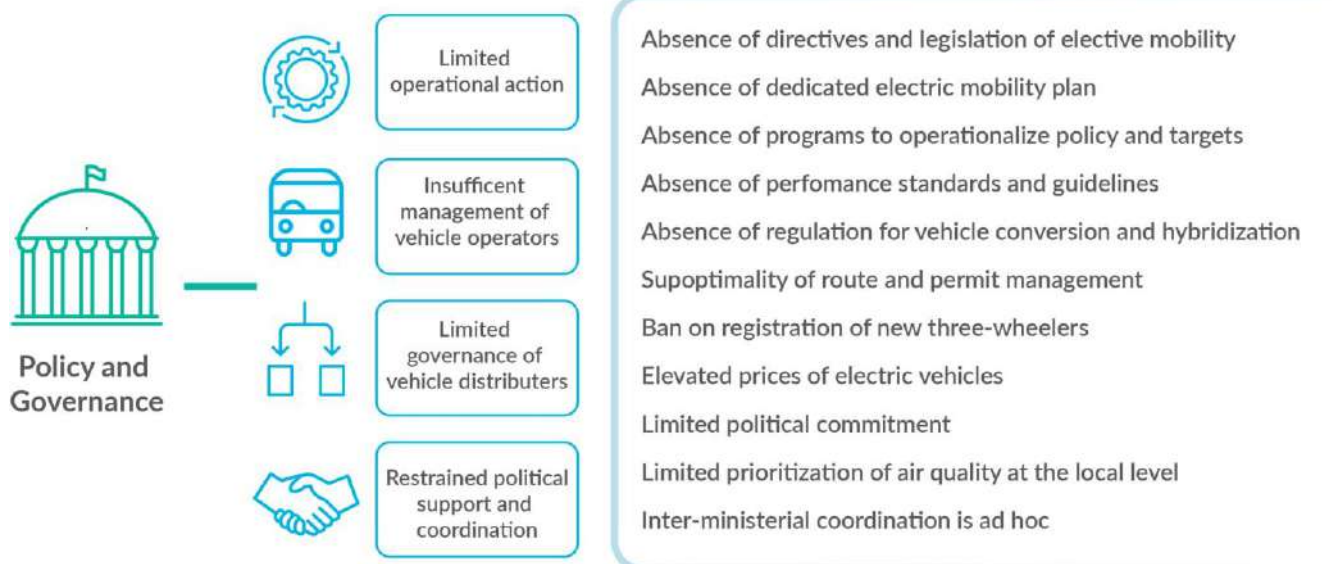 Policy and
Governance
Limited
operational action
Insufficent
management of
vehicle operators
Limited
governance of
vehicle distributers
Restrained political
support and
coordination
Absence of directives and legislation of elective mobility
Absence of dedicated electric mobility plan
Absence of programs to operationalize policy and targets
Absence of perfomance standards and guidelines
Absence of regulation for vehicle conversion and hybridization
Supoptimality of route and permit management
Ban on registration of new three-wheelers
Elevated prices of electric vehicles
Limited political commitment
Limited prioritization of air quality at the local level
Inter-ministerial coordination is ad hoc